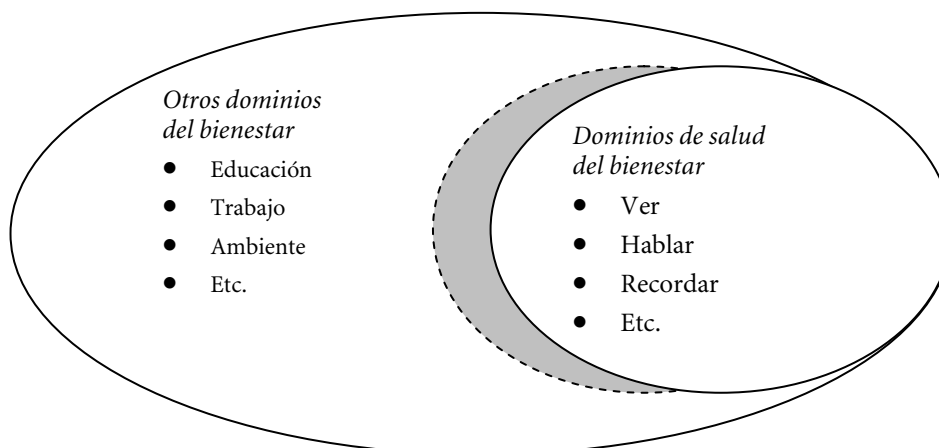 Otros dominios
del bienestar
● Educación
● Trabajo
● Ambiente
● Etc.
Dominios de salud
del bienestar
● Ver
● Hablar
● Recordar
● Etc.